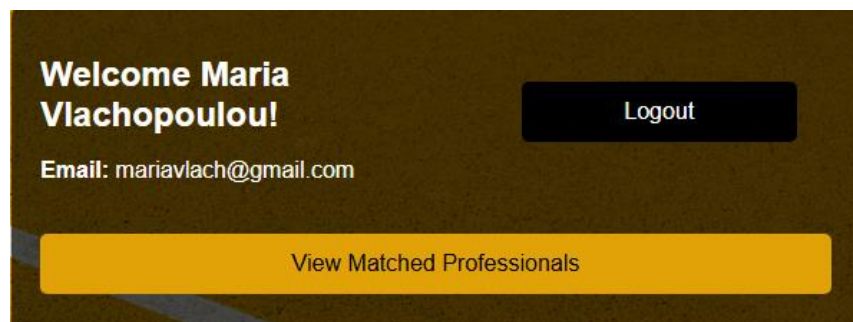 Welcome Maria
Vlachopoulou!
Logout
Email: mariavlach@gmail.com
View Matched Professionals